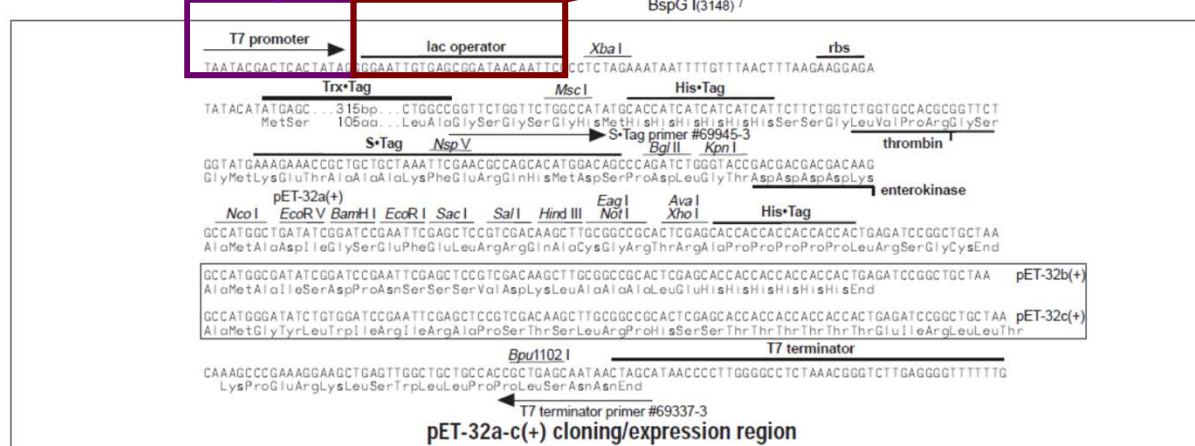 BspG I(3148)
T7 promoter
lac operator
Xba I
rbs
TAATACGACTCACTATAGGGGAATTGTGAGCGGATAACAATTCCCCTCTAGAAATAATTTTGTTTAACTTTAAGAAGGAGA
Trx•Tag
Msc I
His•Tag
TATACATATGAGC...315bp...CTGGCCGGTTCTGGTTCTGGCCATATGCACCATCATCATCATCATTCTTCTGGTCTGGTGCCACGCGGTTCT
MetSer 105aa...LeuAlaGlySerGlySerGlyHisMetHisHisHisHisHisHisSerSerGlyLeuValProArgGlySer
S•Tag primer #69945-3
thrombin
S•Tag
Nsp V
Bgl II
Kpn I
GGTATGAAAGAAACCGCTGCTGCTAAATTCGAACGCCAGCACATGGACAGCCCAGATCTGGGTACCGACGACGACGACAAG
GlyMetLysGluThrAlaAlaAlaLysPheGluArgGlnHisMetAspSerProAspLeuGlyThrAspAspAspAspLys
enterokinase
pET-32a(+)
Nco I
EcoR V
BamH I
EcoR I
Sac I
Sal I
Hind III
Eag I
Not I
Ava I
Xho I
His•Tag
GCCATGGCTGATATCGGATCCGAATTCGAGCTCCGTCGACAAGCTTGCGGCCGCACTCGAGCACCACCACCACCACCACTGAGATCCGGCTGCTAA
AlaMetAlaAspIleGlySerGluPheGluLeuArgArgGlnAlaCysGlyArgThrArgAlaProProProProProLeuArgSerGlyCysEnd
GCCATGGCGATATCGGATCCGAATTCGAGCTCCGTCGACAAGCTTGCGGCCGCACTCGAGCACCACCACCACCACCACTGAGATCCGGCTGCTAA pET-32b(+)
AlaMetAlaIleSerAspProAsnSerSerSerValAspLysLeuAlaAlaAlaLeuGluHisHisHisHisHisHisEnd
GCCATGGGATATCTGTGGATCCGAATTCGAGCTCCGTCGACAAGCTTGCGGCCGCACTCGAGCACCACCACCACCACCACTGAGATCCGGCTGCTAA pET-32c(+)
AlaMetGlyTyrLeuTrpIleArgIleArgAlaProSerThrSerLeuArgProHisSerSerThrThrThrThrThrThrGluIleArgLeuLeuThr
Bpu1102 I
T7 terminator
CAAAGCCCGAAAGGAAGCTGAGTTGGCTGCTGCCACCGCTGAGCAATAACTAGCATAACCCCTTGGGGCCTCTAAACGGGTCTTGAGGGGTTTTTTG
LysProGluArgLysLeuSerTrpLeuLeuProProLeuSerAsnAsnEnd
T7 terminator primer #69337-3
pET-32a-c(+) cloning/expression region